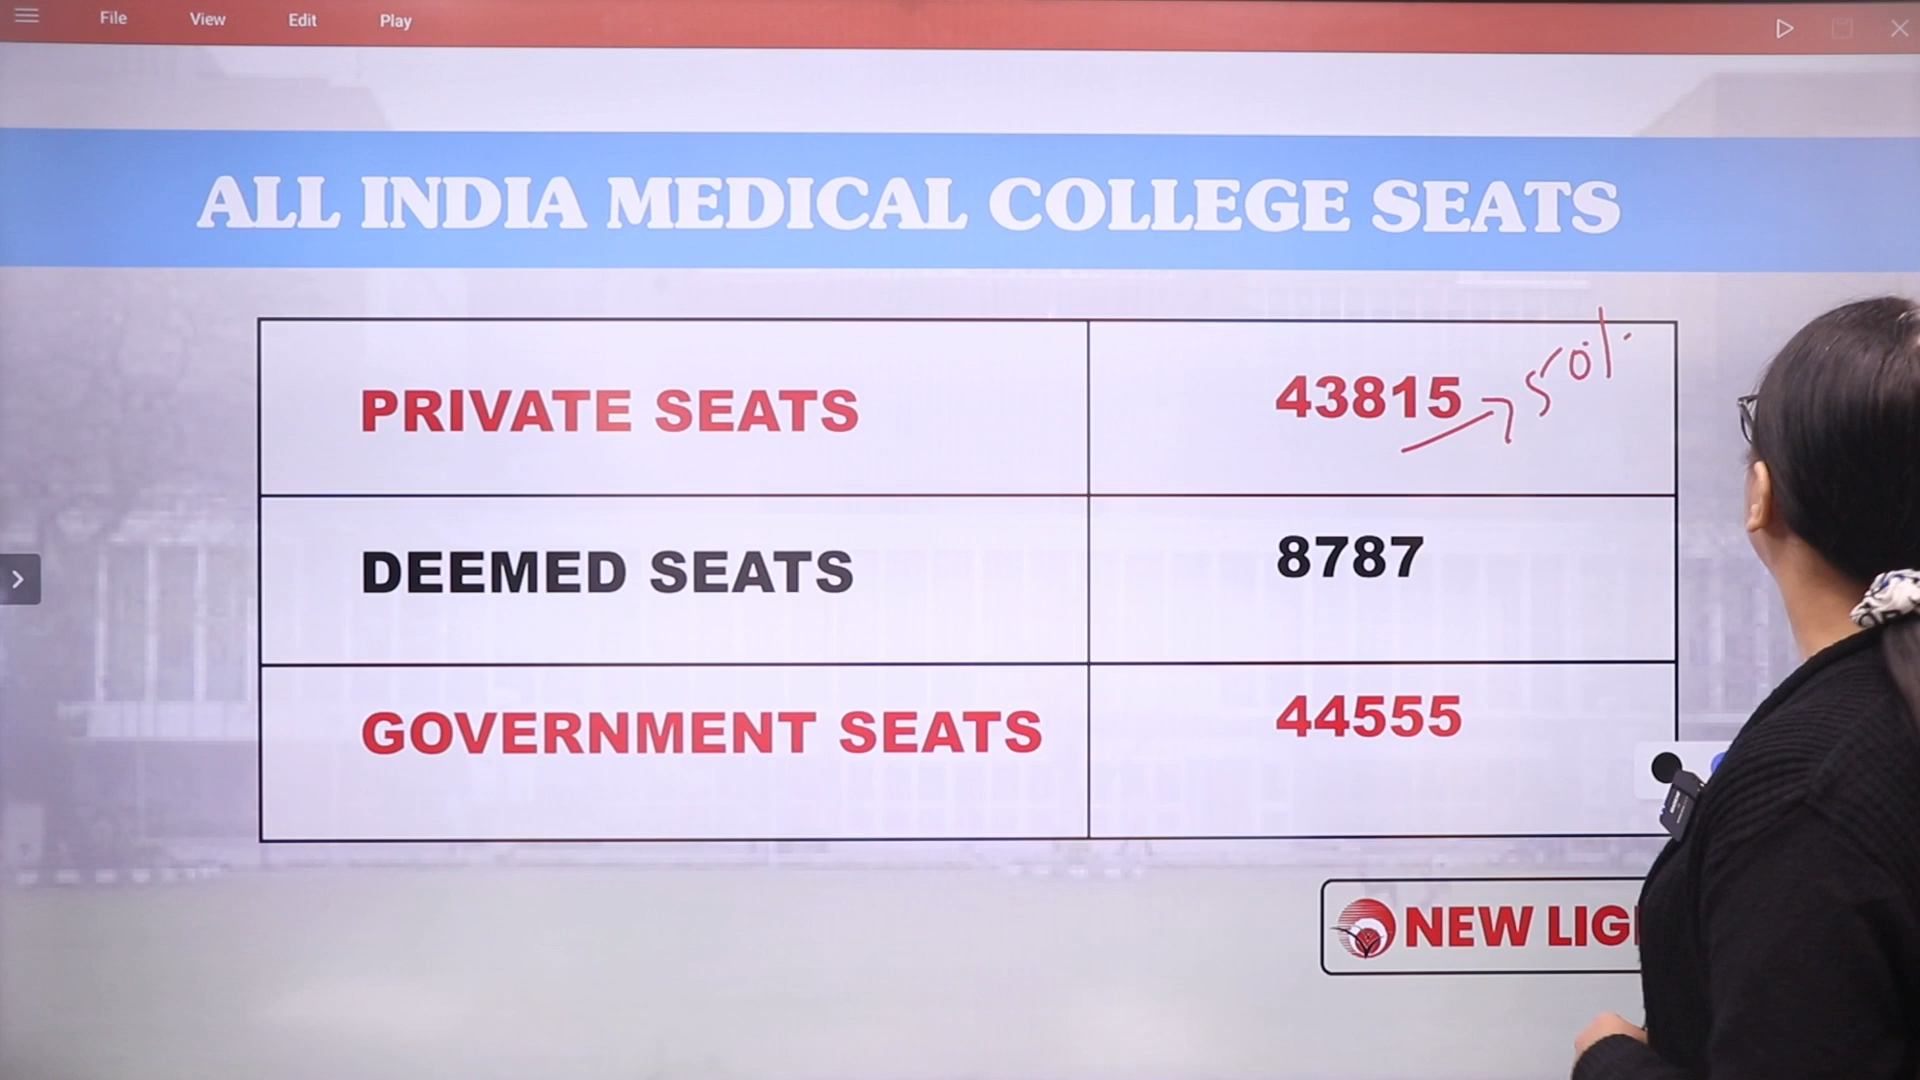 File View Edit Play
ALL INDIA MEDICAL COLLEGE SEATS
PRIVATE SEATS 43815 50%
DEEMED SEATS 8787
GOVERNMENT SEATS 44555
NEW